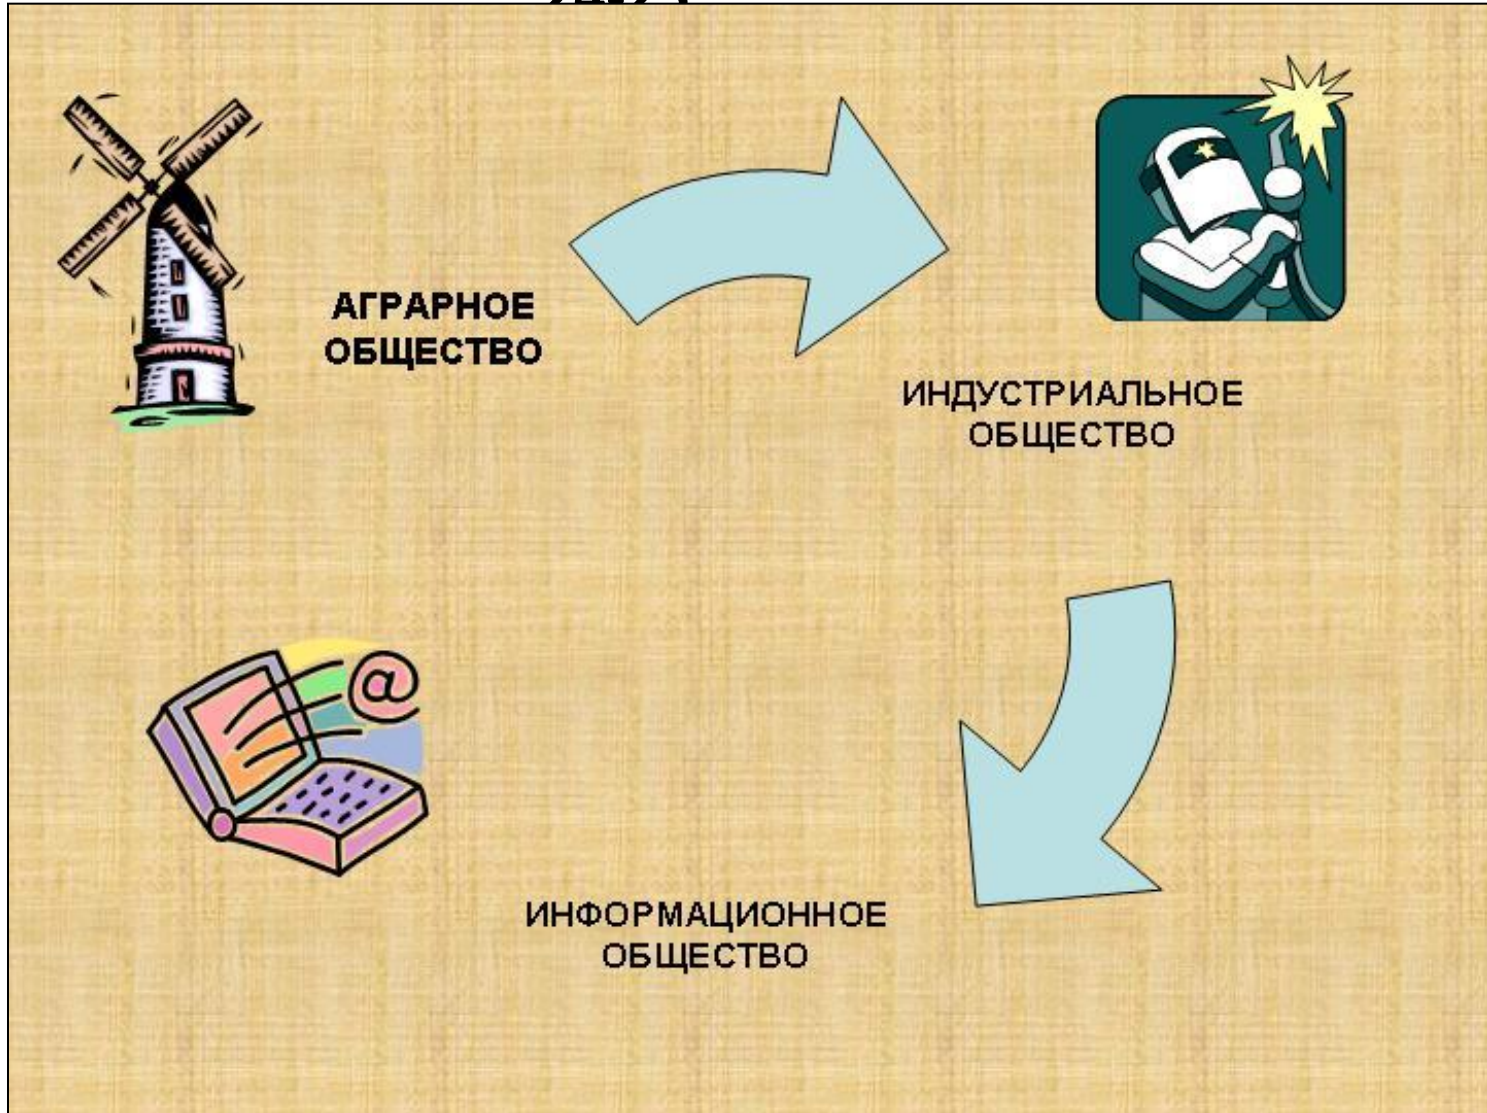 АГРАРНОЕ
ОБЩЕСТВО
ИНДУСТРИАЛЬНОЕ
ОБЩЕСТВО
@
ИНФОРМАЦИОННОЕ
ОБЩЕСТВО